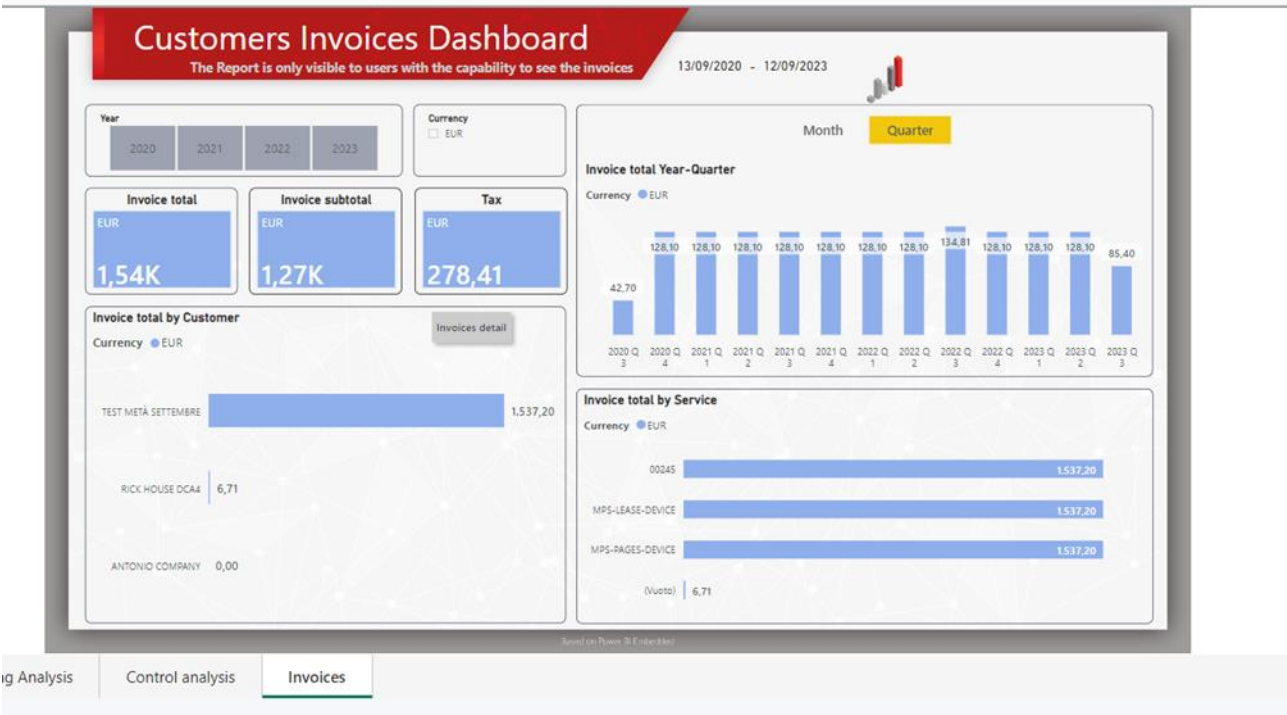 Customers Invoices Dashboard
The Report is only visible to users with the capability to see the invoices
13/09/2020 - 12/09/2023
Year
2020 2021 2022 2023
Currency
EUR
Invoice total
EUR
1,54K
Invoice subtotal
EUR
1,27K
Tax
EUR
278,41
Invoice total by Customer
Currency EUR
Invoices detail
TEST METÀ SETTEMBRE 1.537,20
RICK HOUSE DCA4 6,71
ANTONIO COMPANY 0,00
Month Quarter
Invoice total Year-Quarter
Currency EUR
42,70 128,10 128,10 128,10 128,10 128,10 128,10 128,10 134,81 128,10 128,10 128,10 85,40
2020 Q 2020 Q 2021 Q 2021 Q 2021 Q 2021 Q 2022 Q 2022 Q 2022 Q 2022 Q 2023 Q 2023 Q 2023 Q
3 4 1 2 3 4 1 2 3 4 1 2 3
Invoice total by Service
Currency EUR
00245 1.537,20
MPS-LEASE-DEVICE 1.537,20
MPS-PAGES-DEVICE 1.537,20
(Vuoto) 6,71
Based on Power BI Embedded
Analysis Control analysis Invoices